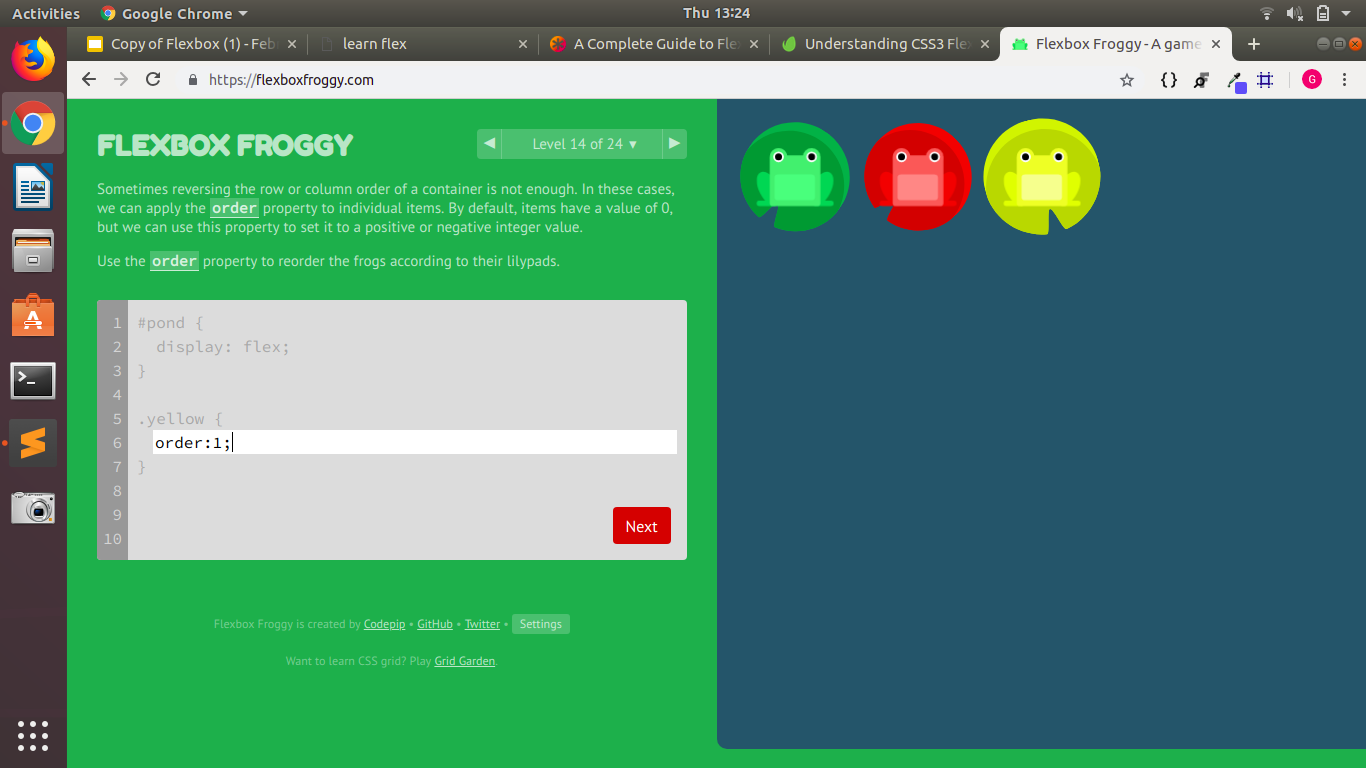 Activities Google Chrome ▾ Thu 13:24
Copy of Flexbox (1) - Feb learn flex A Complete Guide to Fle Understanding CSS3 Fle Flexbox Froggy - A game
https://flexboxfroggy.com G
FLEXBOX FROGGY
◀ Level 14 of 24 ▾ ▶
Sometimes reversing the row or column order of a container is not enough. In these cases,
we can apply the order property to individual items. By default, items have a value of 0,
but we can use this property to set it to a positive or negative integer value.
Use the order property to reorder the frogs according to their lilypads.
1 #pond {
2 display: flex;
3 }
4
5 .yellow {
6 order:1;
7 }
8
9
10
Next
Flexbox Froggy is created by Codepip • GitHub • Twitter • Settings
Want to learn CSS grid? Play Grid Garden.